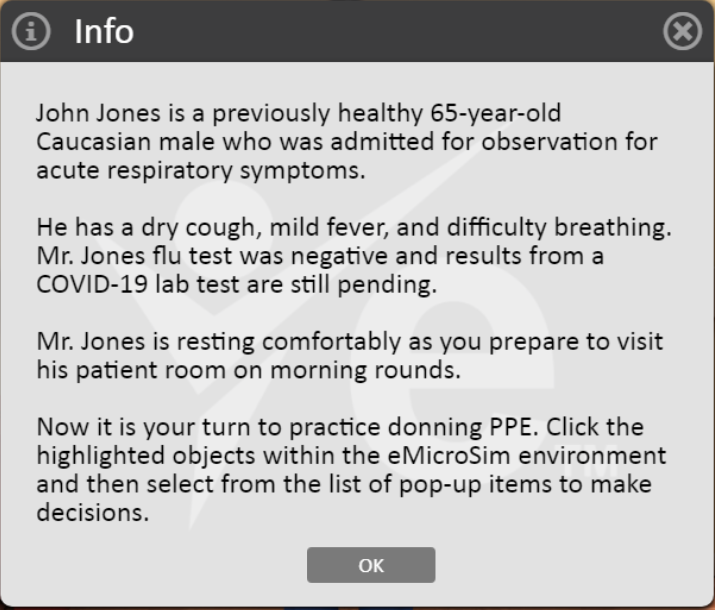 Info
John Jones is a previously healthy 65-year-old
Caucasian male who was admitted for observation for
acute respiratory symptoms.
He has a dry cough, mild fever, and difficulty breathing.
Mr. Jones flu test was negative and results from a
COVID-19 lab test are still pending.
Mr. Jones is resting comfortably as you prepare to visit
his patient room on morning rounds.
Now it is your turn to practice donning PPE. Click the
highlighted objects within the eMicroSim environment
and then select from the list of pop-up items to make
decisions.
e™
OK